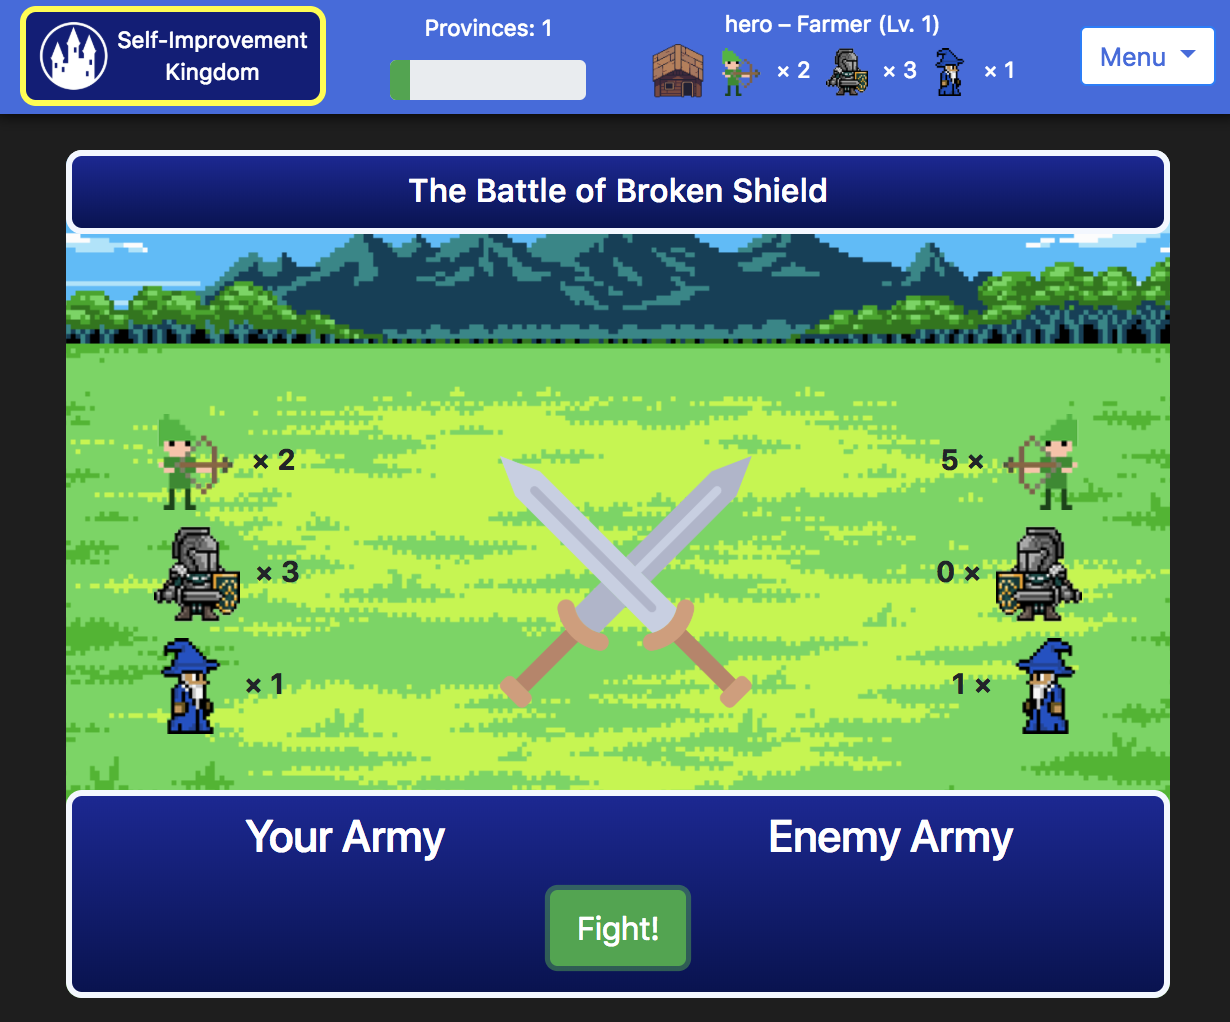 Self-Improvement
Kingdom
Provinces: 1
hero – Farmer (Lv. 1)
× 2
× 3
× 1
Menu
The Battle of Broken Shield
× 2
5 ×
× 3
0 ×
× 1
1 ×
Your Army
Enemy Army
Fight!